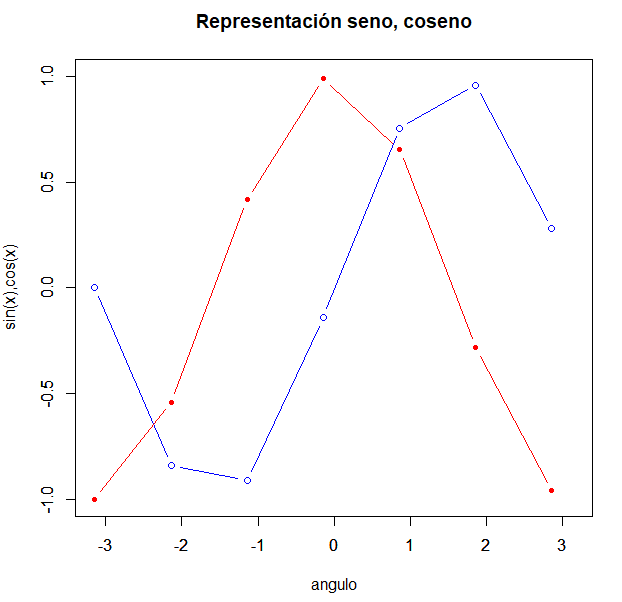 Representación seno, coseno
sin(x),cos(x)
1.0
0.5
0.0
-0.5
-1.0
-3 -2 -1 0 1 2 3
angulo